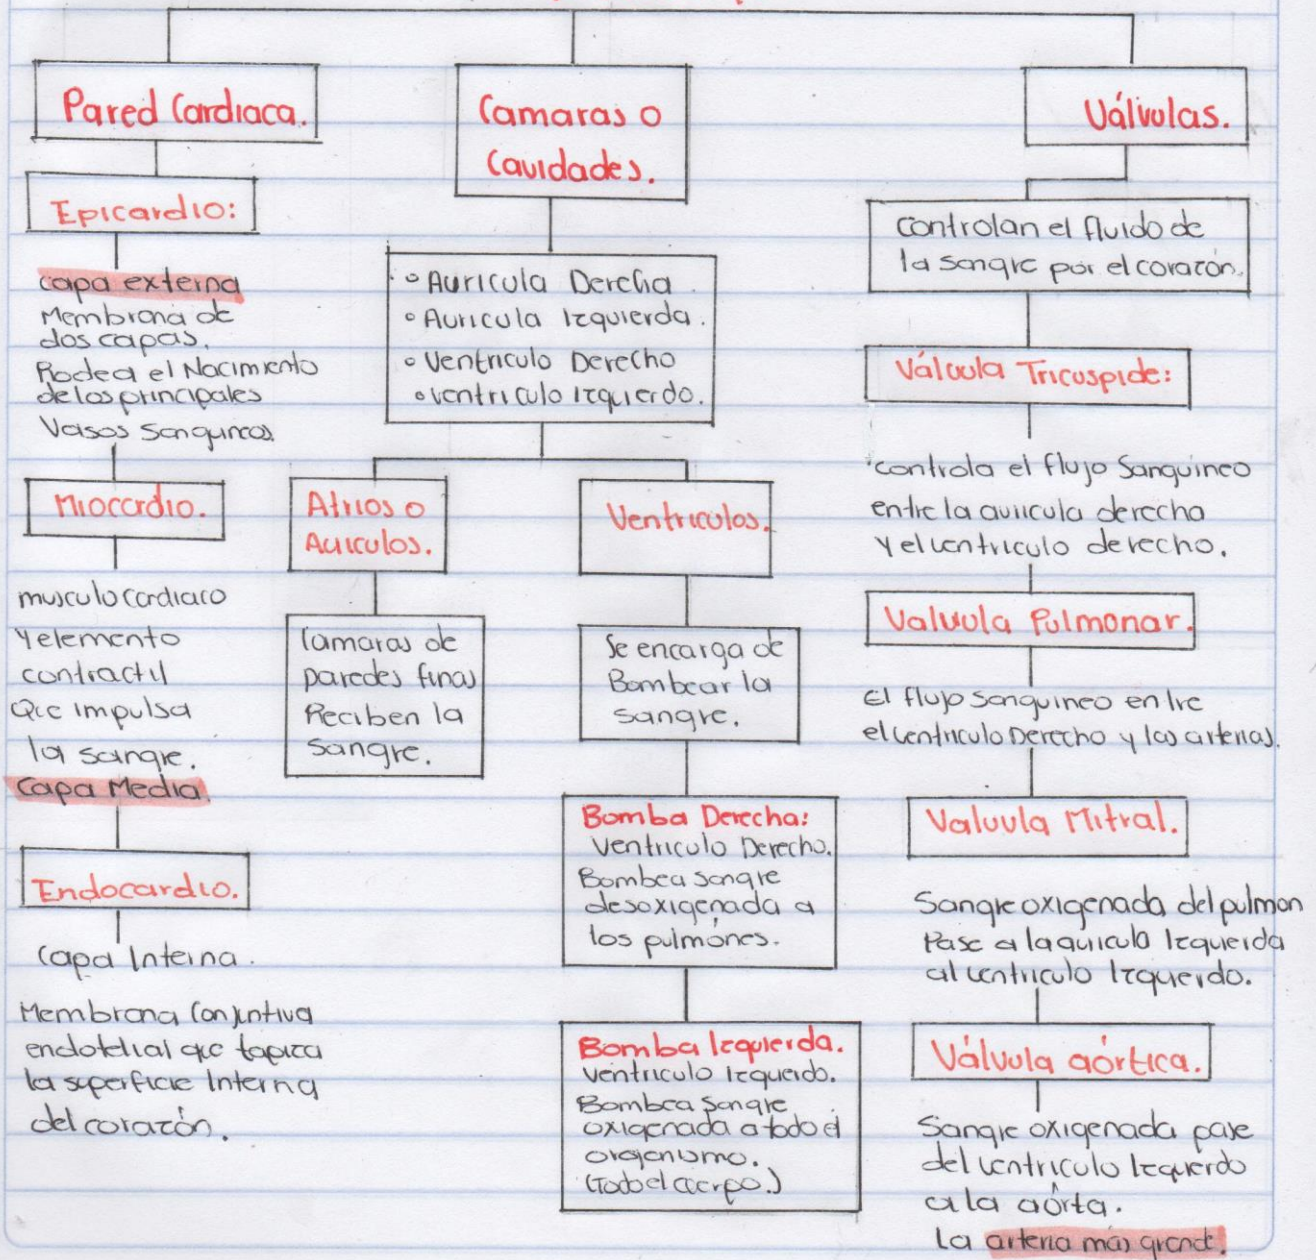 Pared Cardiaca.
Epicardio:
capa externa
Membrana de
dos capas.
Rodea el Nacimiento
de los principales
Vasos Sanguineos
Miocardio.
musculo cardiaco
y elemento
contractil
Que impulsa
la sangre.
Capa Media.
Endocardio.
Capa Interna.
Membrana Conjuntiva
endotelial que tapiza
la superficie Interna
del corazón.
Camaras o
Cavidades.
Auricula Derecha.
Auricula Izquierda.
Ventriculo Derecho
ventriculo izquierdo.
Atrios o
Auiculos.
Camaras de
paredes finas
Reciben la
Sangre.
Ventriculos.
Se encarga de
Bombear la
sangre.
Bomba Derecha:
Ventriculo Derecho.
Bombea sangre
desoxigenada a
los pulmónes.
Bomba Izquierda.
Ventriculo Izquerdo.
Bombea Sangre
oxigenada a todo el
organismo.
(Todo el cuerpo.)
Válvulas.
Controlan el fluido de
la sangre por el corazón.
Válvula Tricuspide:
controla el flujo Sanguineo
entre la auricula derecha
y el ventriculo derecho.
Valvula Pulmonar.
El flujo Sanguineo entre
el ventriculo Derecho y las arterias.
Valvula Mitral.
Sangre oxigenada del pulmon
Pase a la auricula Izquierda
al ventriculo Izquierdo.
Válvula aórtica.
Sangre oxigenada pase
del ventriculo Izquerdo
a la aórta.
La arteria más grande.